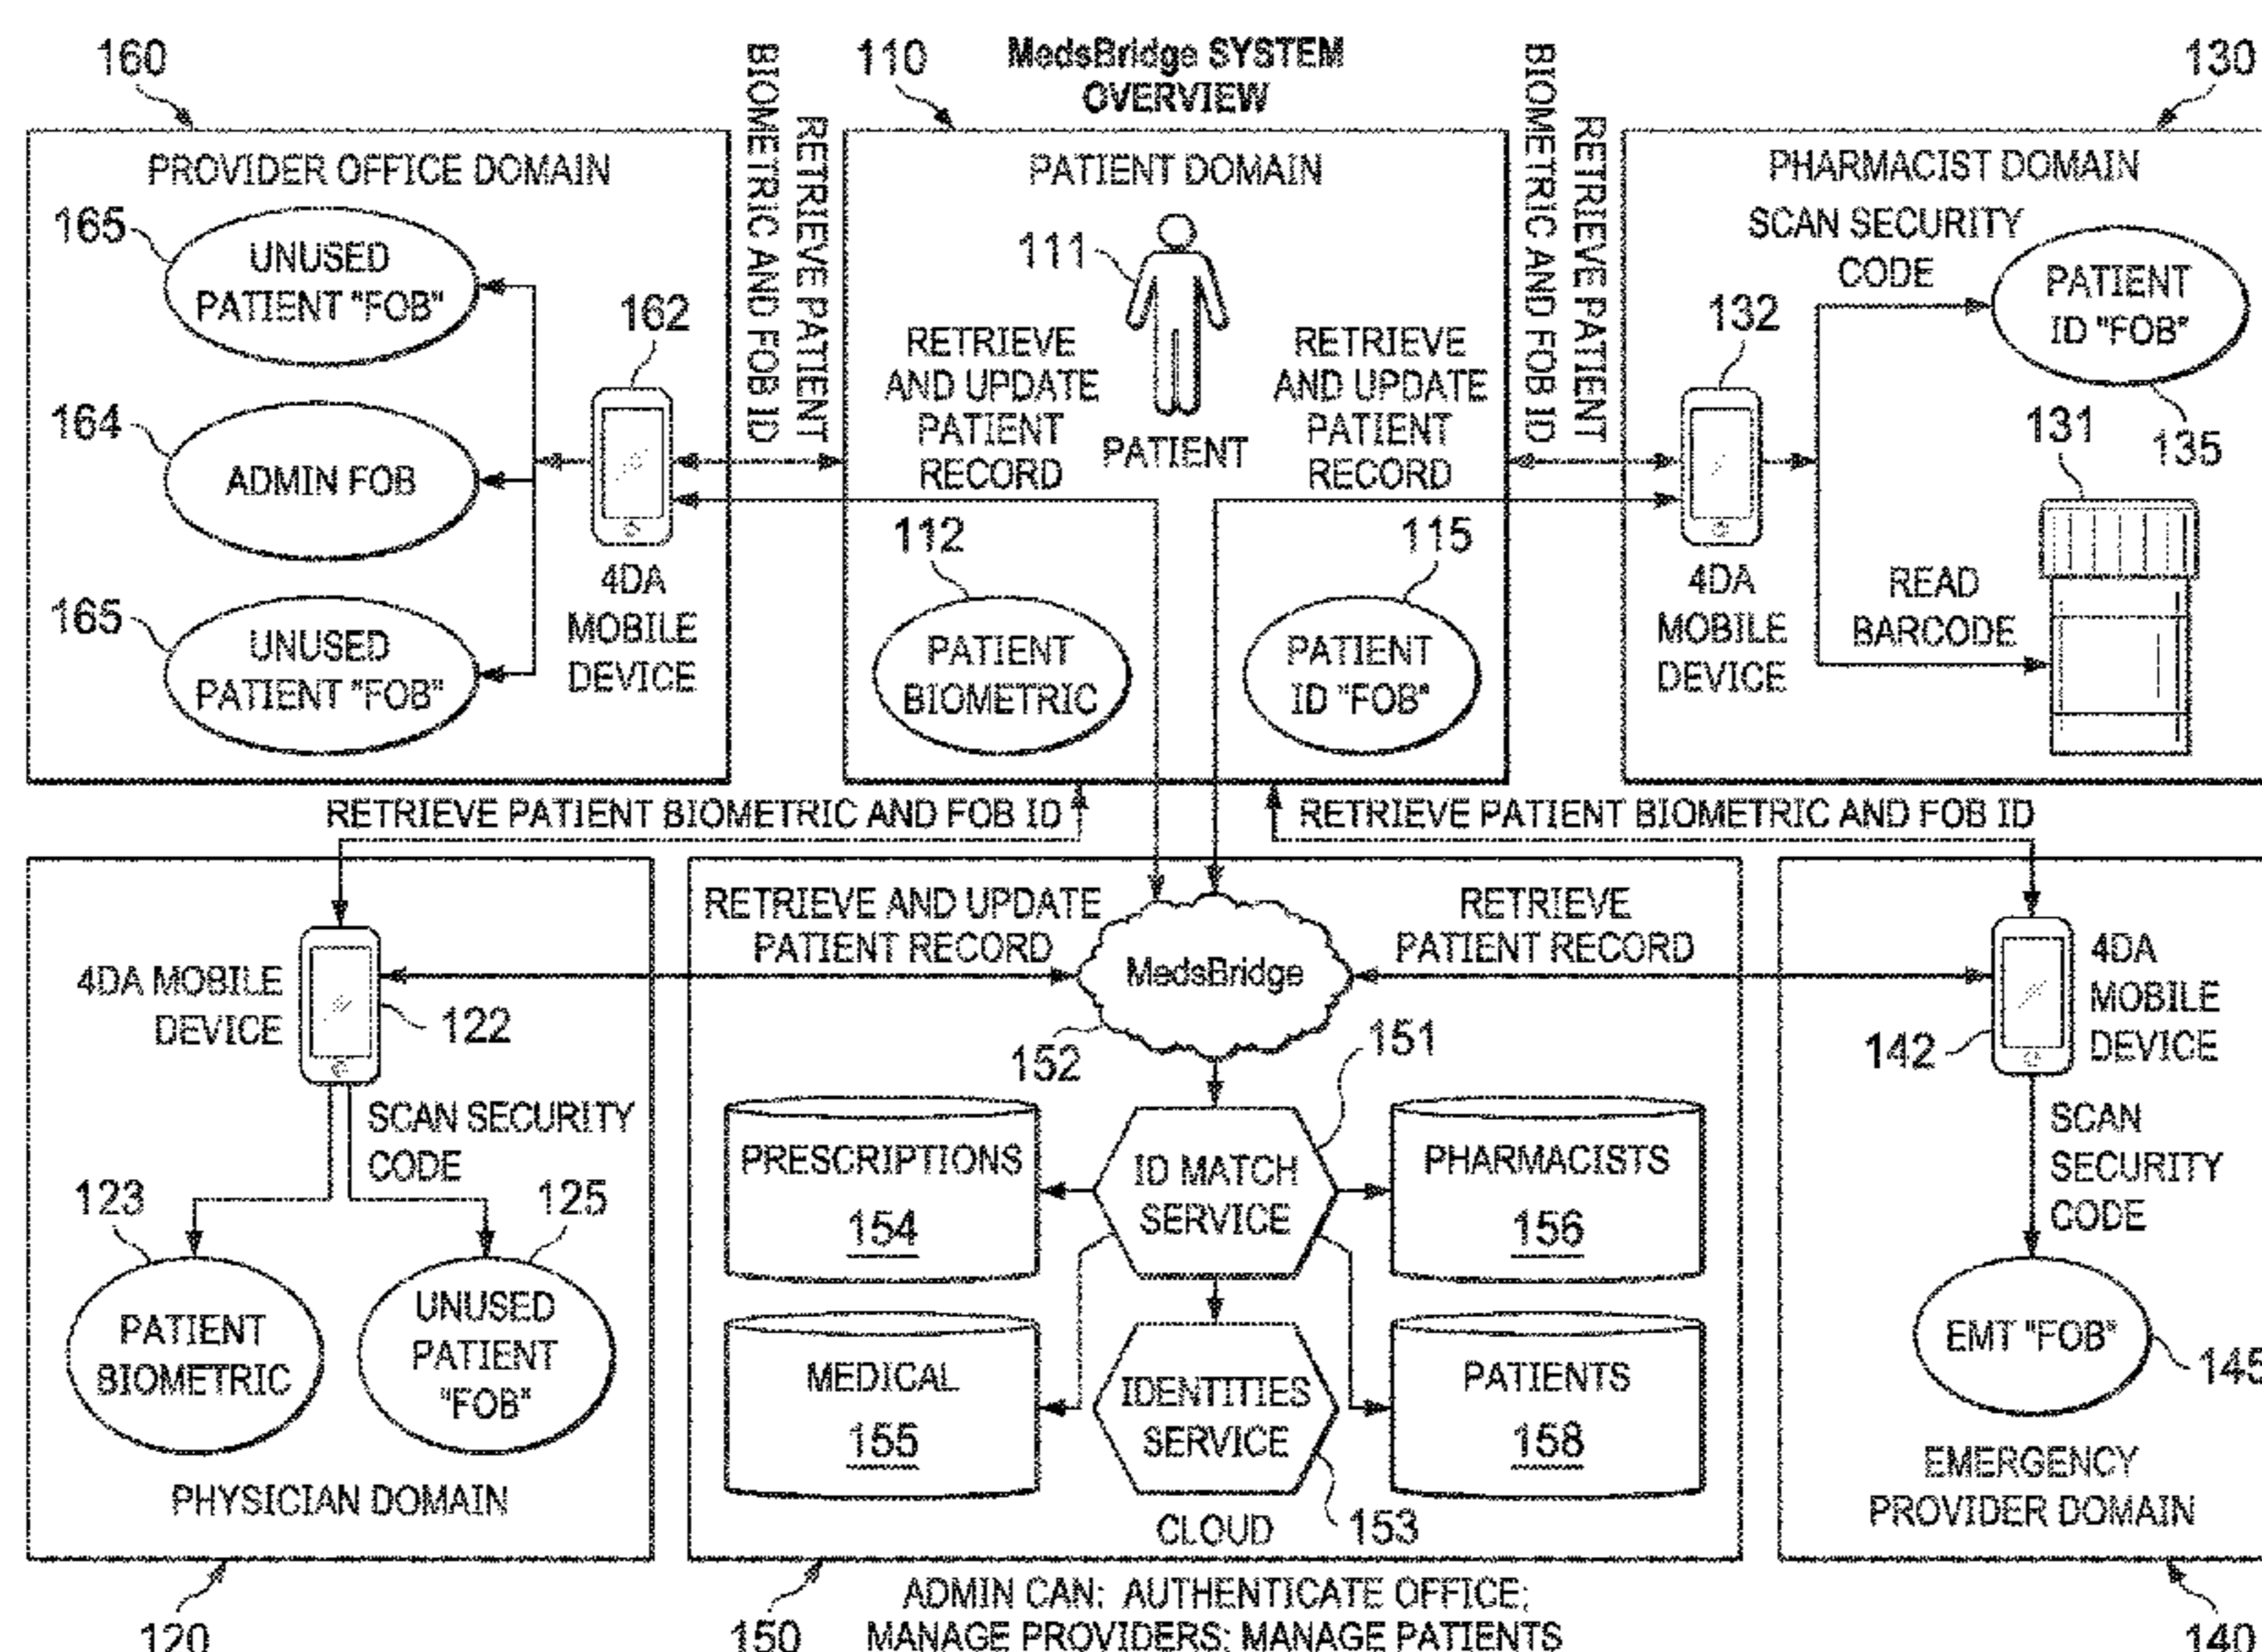 MedsBridge SYSTEM
OVERVIEW
160
PROVIDER OFFICE DOMAIN
165
UNUSED
PATIENT "FOB"
164
ADMIN FOB
165
UNUSED
PATIENT "FOB"
162
4DA
MOBILE
DEVICE
RETRIEVE PATIENT
BIOMETRIC AND FOB ID
110
PATIENT DOMAIN
111
PATIENT
RETRIEVE
AND UPDATE
PATIENT
RECORD
RETRIEVE
AND UPDATE
PATIENT
RECORD
112
PATIENT
BIOMETRIC
115
PATIENT
ID "FOB"
RETRIEVE PATIENT
BIOMETRIC AND FOB ID
130
PHARMACIST DOMAIN
SCAN SECURITY
CODE
PATIENT
ID "FOB"
135
132
4DA
MOBILE
DEVICE
131
READ
BARCODE
RETRIEVE PATIENT BIOMETRIC AND FOB ID
RETRIEVE PATIENT BIOMETRIC AND FOB ID
4DA MOBILE
DEVICE
122
SCAN SECURITY
CODE
123
PATIENT
BIOMETRIC
125
UNUSED
PATIENT
"FOB"
PHYSICIAN DOMAIN
120
RETRIEVE AND UPDATE
PATIENT RECORD
RETRIEVE
PATIENT RECORD
MedsBridge
152
151
PRESCRIPTIONS
154
ID MATCH
SERVICE
PHARMACISTS
156
MEDICAL
155
IDENTITIES
SERVICE
153
PATIENTS
158
CLOUD
150
ADMIN CAN: AUTHENTICATE OFFICE;
MANAGE PROVIDERS; MANAGE PATIENTS
142
4DA
MOBILE
DEVICE
SCAN
SECURITY
CODE
EMT "FOB"
145
EMERGENCY
PROVIDER DOMAIN
140